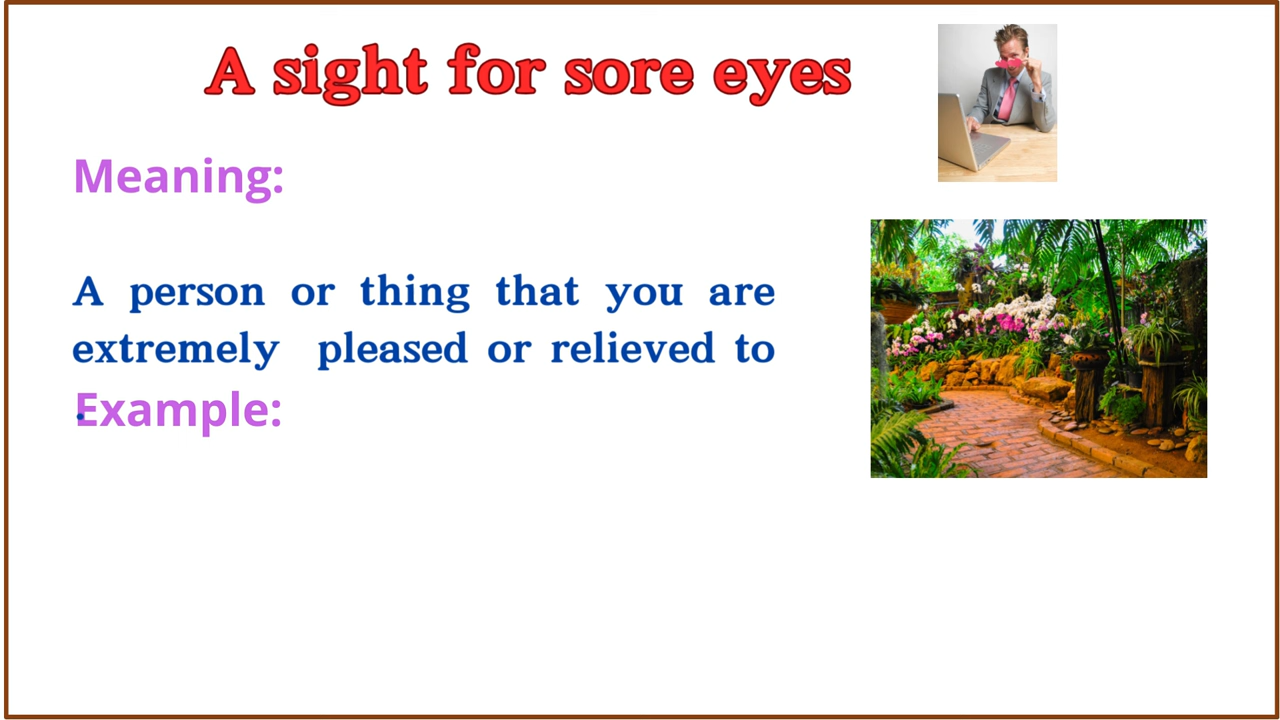 A sight for sore eyes
Meaning:
A person or thing that you are
extremely pleased or relieved to
.
Example: